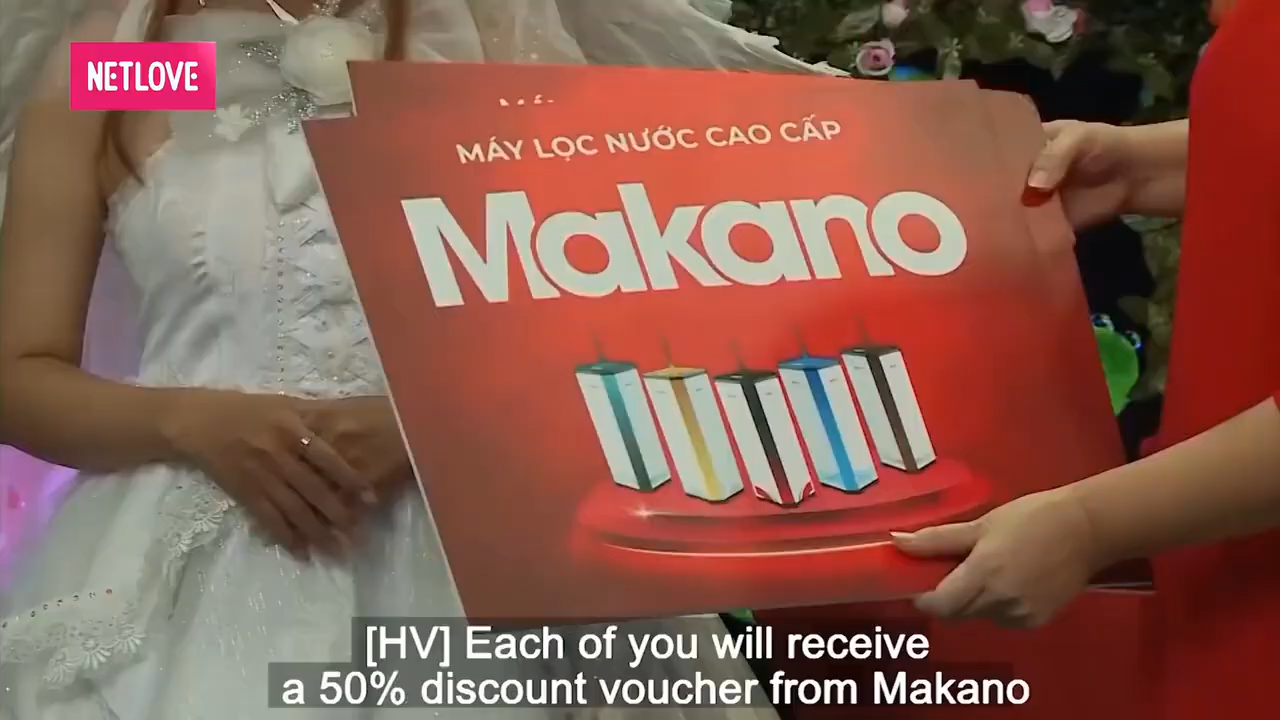 NETLOVE
MÁY LỌC NƯỚC CAO CẤP
Makano
[HV] Each of you will receive
a 50% discount voucher from Makano